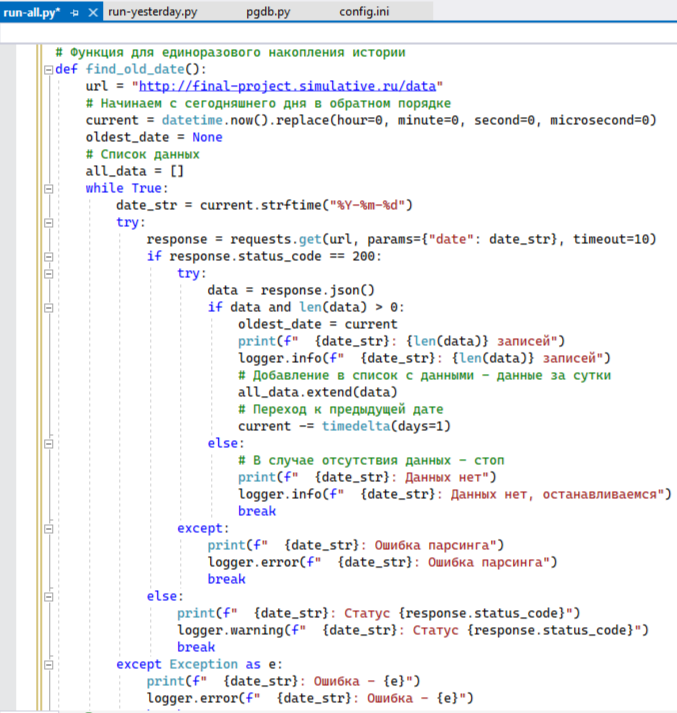 run-all.py*
run-yesterday.py
pgdb.py
config.ini
# Функция для единоразового накопления истории
def find_old_date():
    url = "http://final-project.simulative.ru/data"
    # Начинаем с сегодняшнего дня в обратном порядке
    current = datetime.now().replace(hour=0, minute=0, second=0, microsecond=0)
    oldest_date = None
    # Список данных
    all_data = []
    while True:
        date_str = current.strftime("%Y-%m-%d")
        try:
            response = requests.get(url, params={"date": date_str}, timeout=10)
            if response.status_code == 200:
                try:
                    data = response.json()
                    if data and len(data) > 0:
                        oldest_date = current
                        print(f"  {date_str}: {len(data)} записей")
                        logger.info(f"  {date_str}: {len(data)} записей")
                        # Добавление в список с данными – данные за сутки
                        all_data.extend(data)
                        # Переход к предыдущей дате
                        current -= timedelta(days=1)
                    else:
                        # В случае отсутствия данных – стоп
                        print(f"  {date_str}: Данных нет")
                        logger.info(f"  {date_str}: Данных нет, останавливаемся")
                        break
                except:
                    print(f"  {date_str}: Ошибка парсинга")
                    logger.error(f"  {date_str}: Ошибка парсинга")
                    break
            else:
                print(f"  {date_str}: Статус {response.status_code}")
                logger.warning(f"  {date_str}: Статус {response.status_code}")
                break
        except Exception as e:
            print(f"  {date_str}: Ошибка – {e}")
            logger.error(f"  {date_str}: Ошибка – {e}")